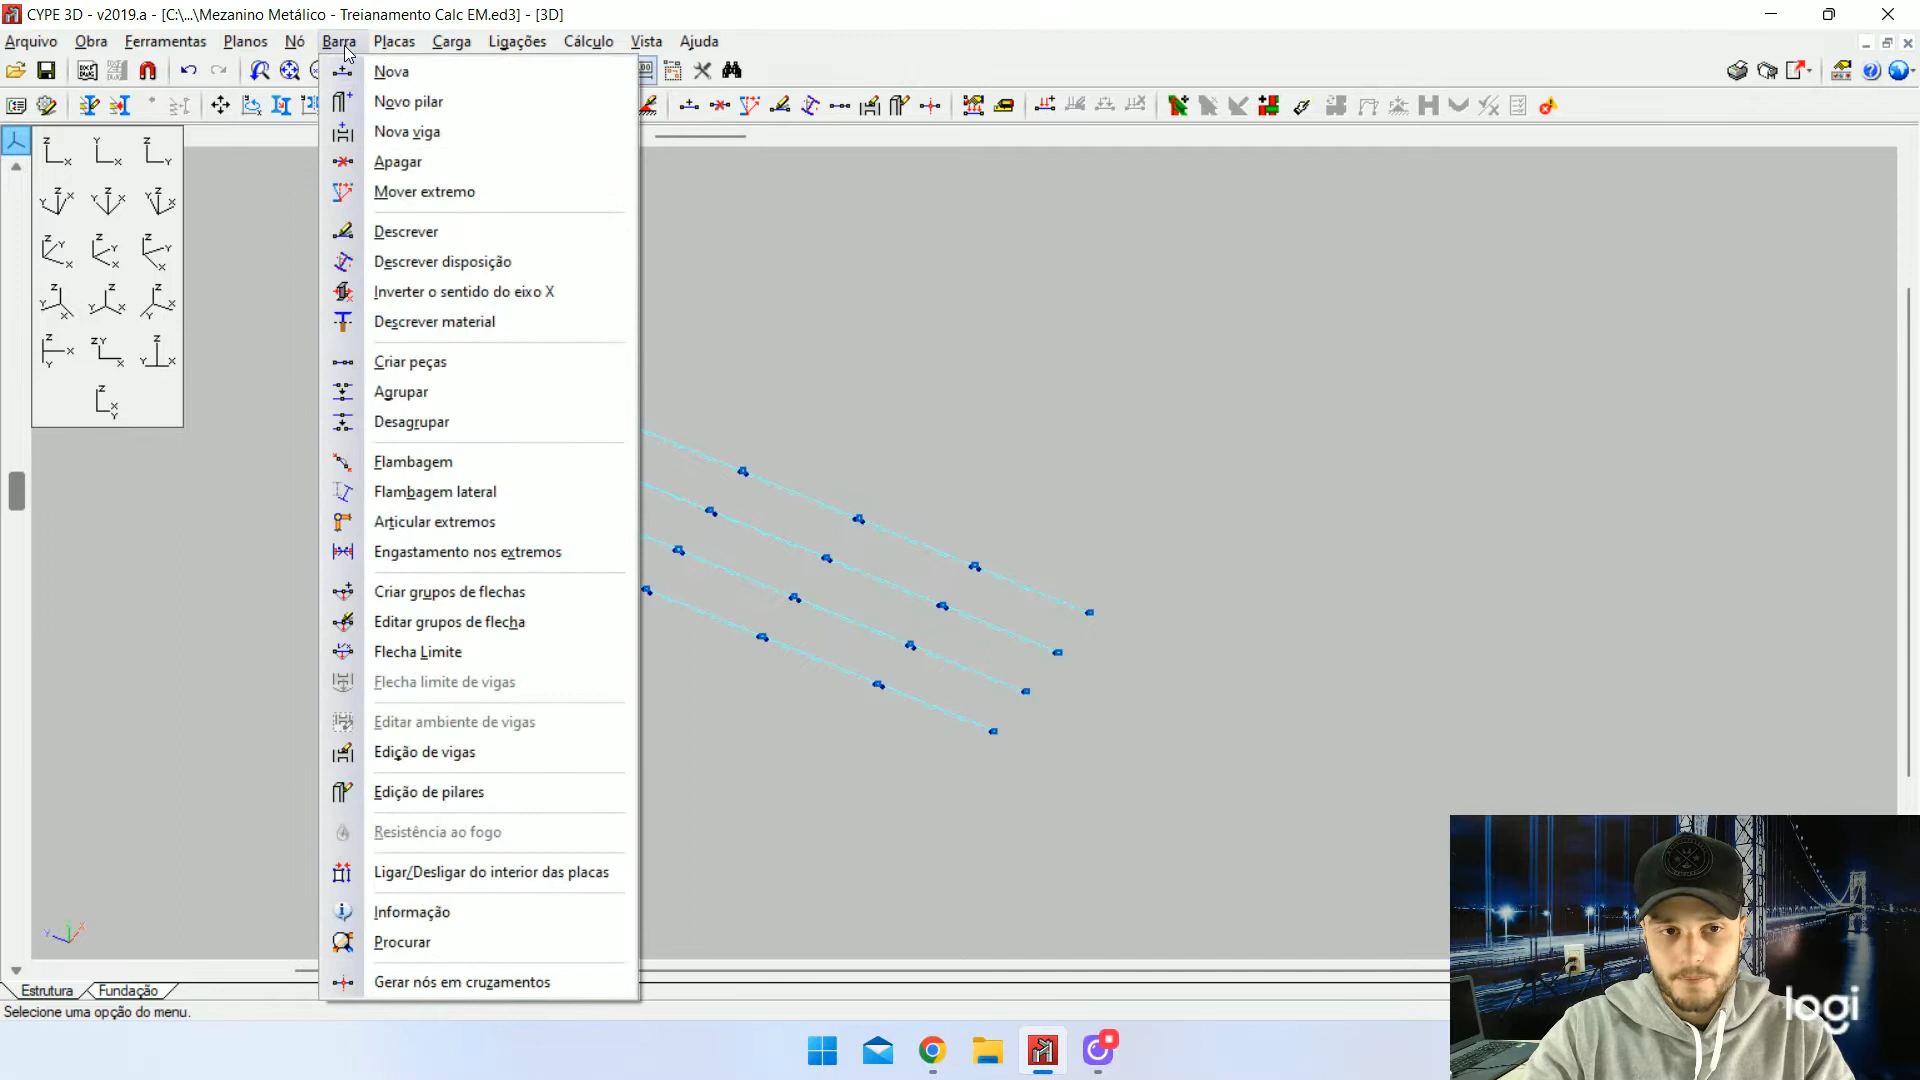 CYPE 3D - v2019.a - [C:\...\Mezanino Metálico - Treianamento Calc EM.ed3] - [3D]
Arquivo Obra Ferramentas Planos Nó Barra Placas Carga Ligações Cálculo Vista Ajuda
Nova
Novo pilar
Nova viga
Apagar
Mover extremo
Descrever
Descrever disposição
Inverter o sentido do eixo X
Descrever material
Criar peças
Agrupar
Desagrupar
Flambagem
Flambagem lateral
Articular extremos
Engastamento nos extremos
Criar grupos de flechas
Editar grupos de flecha
Flecha Limite
Flecha limite de vigas
Editar ambiente de vigas
Edição de vigas
Edição de pilares
Resistência ao fogo
Ligar/Desligar do interior das placas
Informação
Procurar
Gerar nós em cruzamentos
Estrutura Fundação
Selecione uma opção do menu.
logi